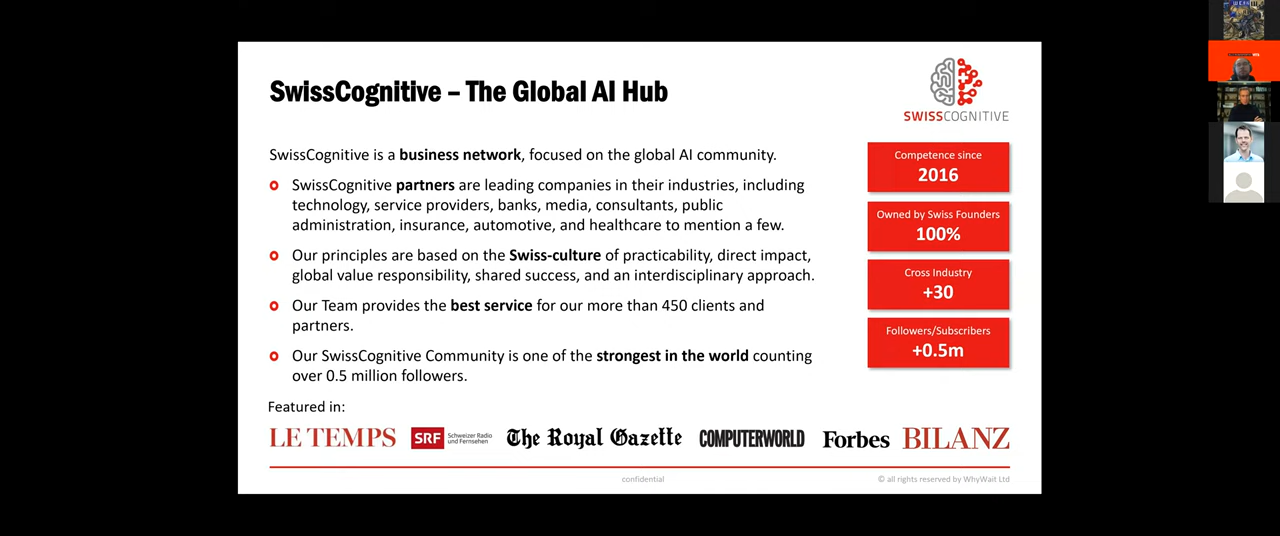 SwissCognitive – The Global AI Hub
SWISSCOGNITIVE
SwissCognitive is a business network, focused on the global AI community.
SwissCognitive partners are leading companies in their industries, including
technology, service providers, banks, media, consultants, public
administration, insurance, automotive, and healthcare to mention a few.
Our principles are based on the Swiss-culture of practicability, direct impact,
global value responsibility, shared success, and an interdisciplinary approach.
Our Team provides the best service for our more than 450 clients and
partners.
Our SwissCognitive Community is one of the strongest in the world counting
over 0.5 million followers.
Competence since
2016
Owned by Swiss Founders
100%
Cross Industry
+30
Followers/Subscribers
+0.5m
Featured in:
LE TEMPS
SRF
Schweizer Radio
und Fernsehen
The Royal Gazette
COMPUTERWORLD
Forbes
BILANZ
confidential
© all rights reserved by WhyWait Ltd